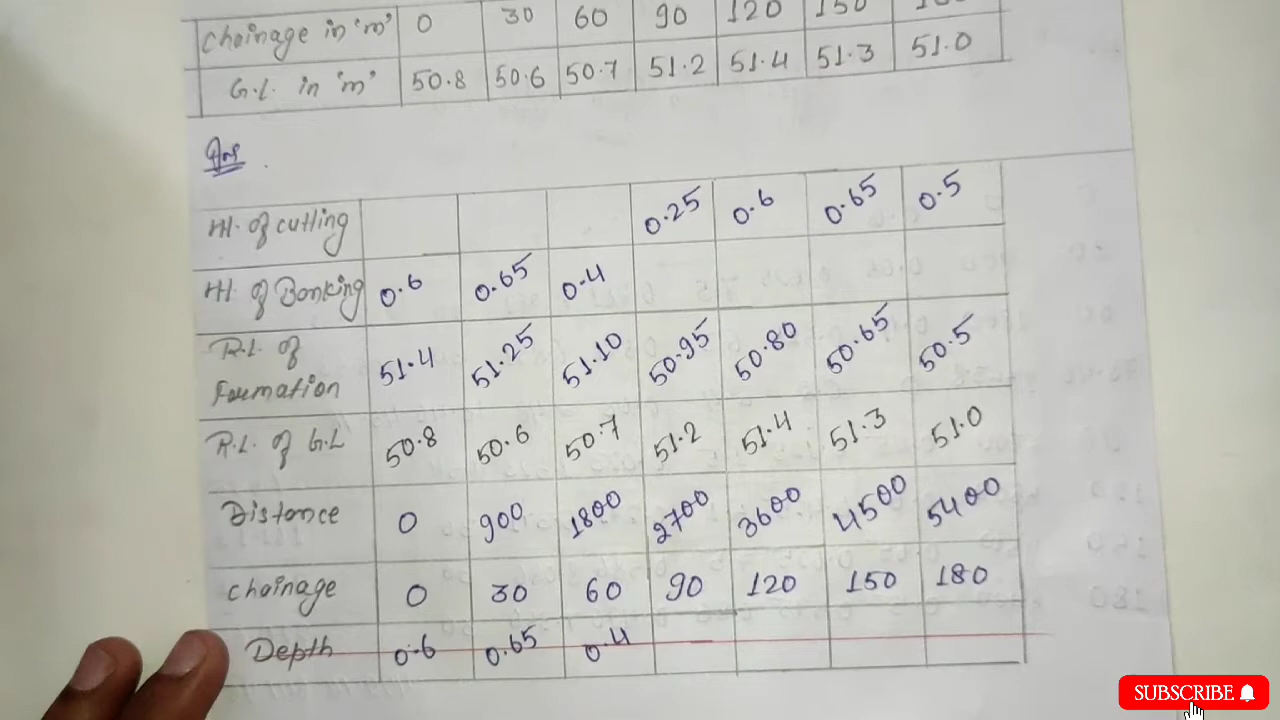 Chainage in 'm' 0 30 60 90 120 150
G.L. in 'm' 50.8 50.6 50.7 51.2 51.4 51.3 51.0
Ans.
Ht. of cutting 0.25 0.6 0.65 0.5
Ht. of Banking 0.6 0.65 0.4
R.L. of Formation 51.4 51.25 51.10 50.95 50.80 50.65 50.5
R.L. of G.L 50.8 50.6 50.7 51.2 51.4 51.3 51.0
Distance 0 900 1800 2700 3600 4500 5400
Chainage 0 30 60 90 120 150 180
Depth 0.6 0.65 0.4
SUBSCRIBE